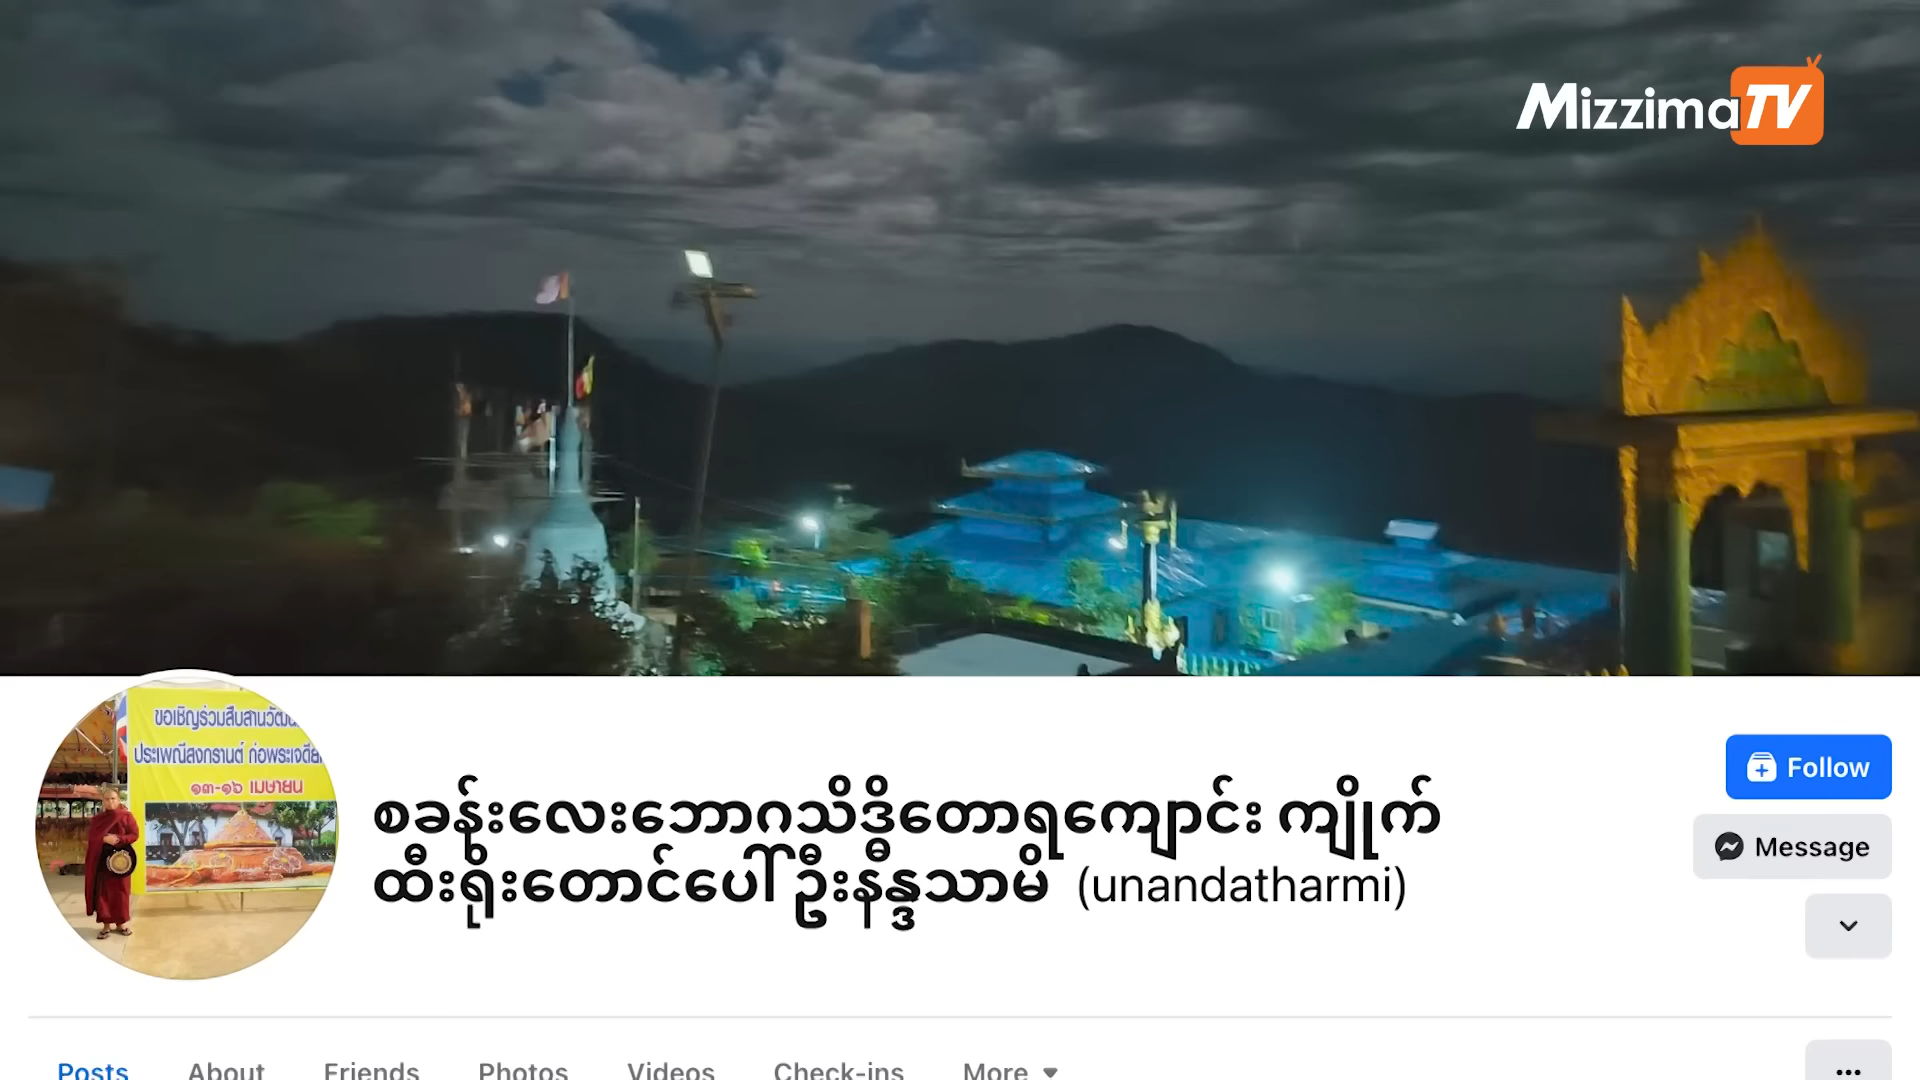 MizzimaTV
ขอเชิญร่วมสืบสานวัฒน
ประเพณีสงกรานต์ ก่อพระเจดีย์
๑๓-๑๖ เมษายน
စခန်းလေးဘောဂသိဒ္ဓိတောရကျောင်း ကျိုက်
ထီးရိုးတောင်ပေါ် ဦးနန္ဒသာမိ (unandatharmi)
Follow
Message
Posts About Friends Photos Videos Check-ins More